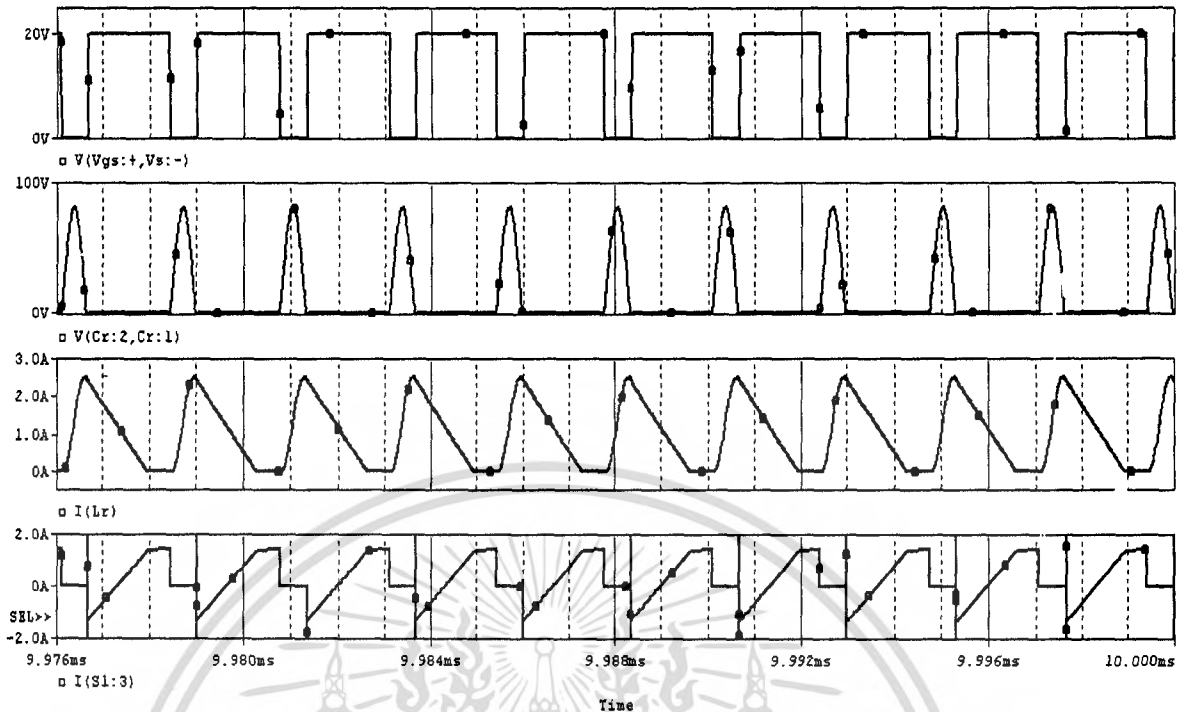 20V
0V
▫ V(Vgs:+,Vs:-)
100V
0V
▫ V(Cr:2,Cr:1)
3.0A
2.0A
1.0A
0A
▫ I(Lr)
2.0A
0A
SEL>>
-2.0A
9.976ms 9.980ms 9.984ms 9.988ms 9.992ms 9.996ms 10.000ms
▫ I(S1:3)
Time